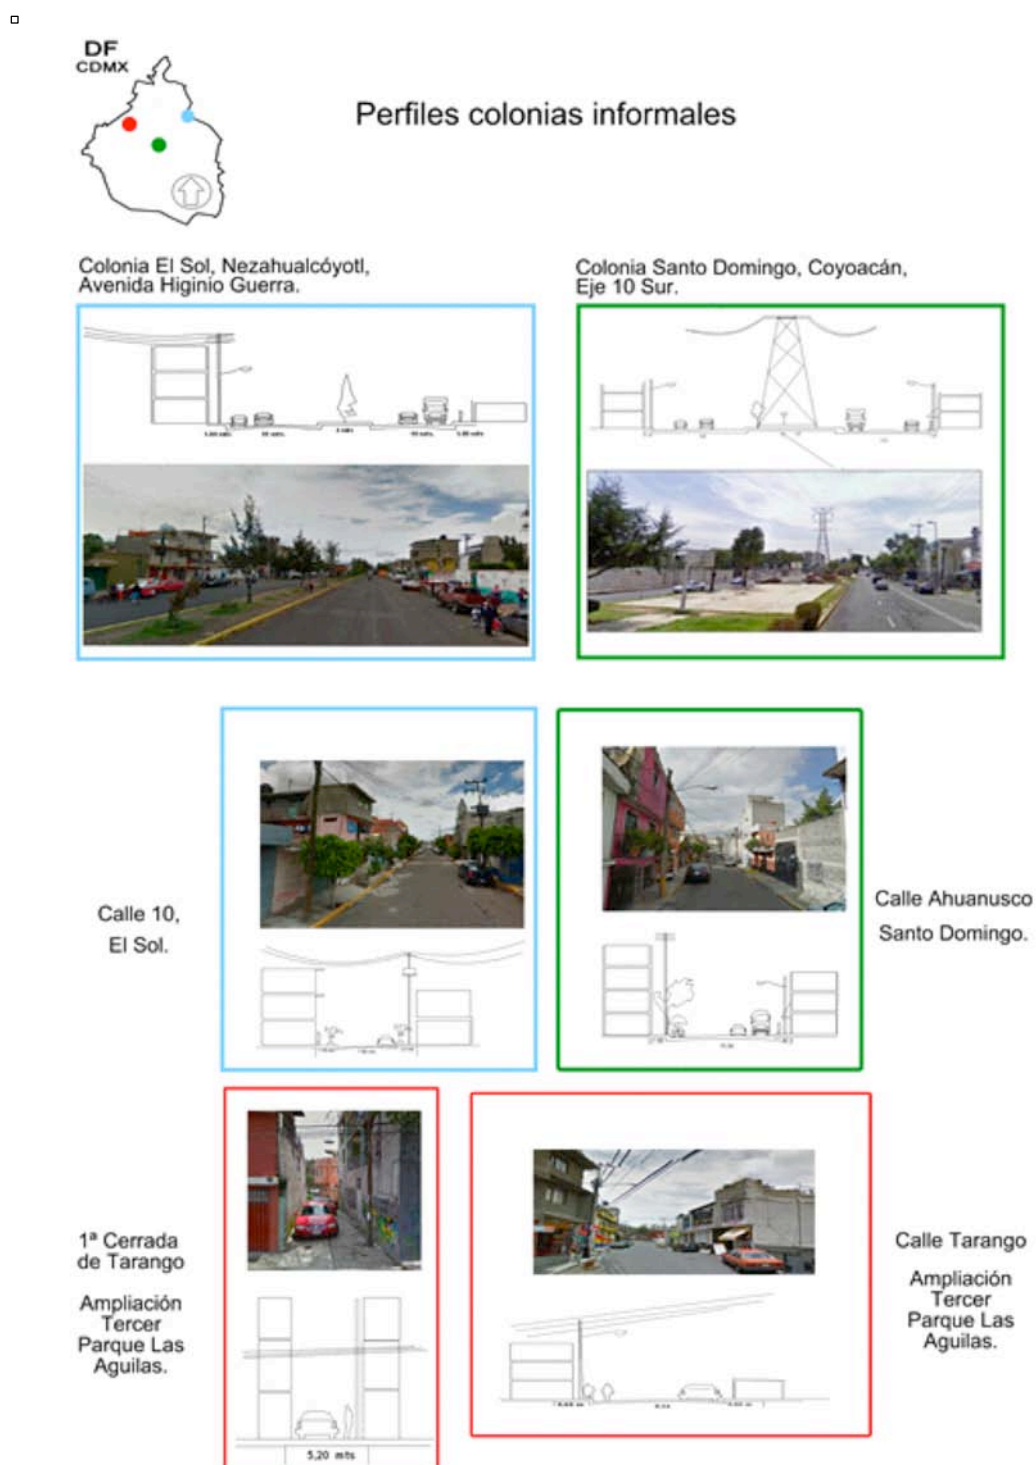 DF
CDMX
Perfiles colonias informales
Colonia El Sol, Nezahualcóyotl,
Avenida Higinio Guerra.
Colonia Santo Domingo, Coyoacán,
Eje 10 Sur.
Calle 10,
El Sol.
Calle Ahuanusco
Santo Domingo.
1ª Cerrada
de Tarango
Ampliación
Tercer
Parque Las
Aguilas.
5,20 mts
Calle Tarango
Ampliación
Tercer
Parque Las
Aguilas.